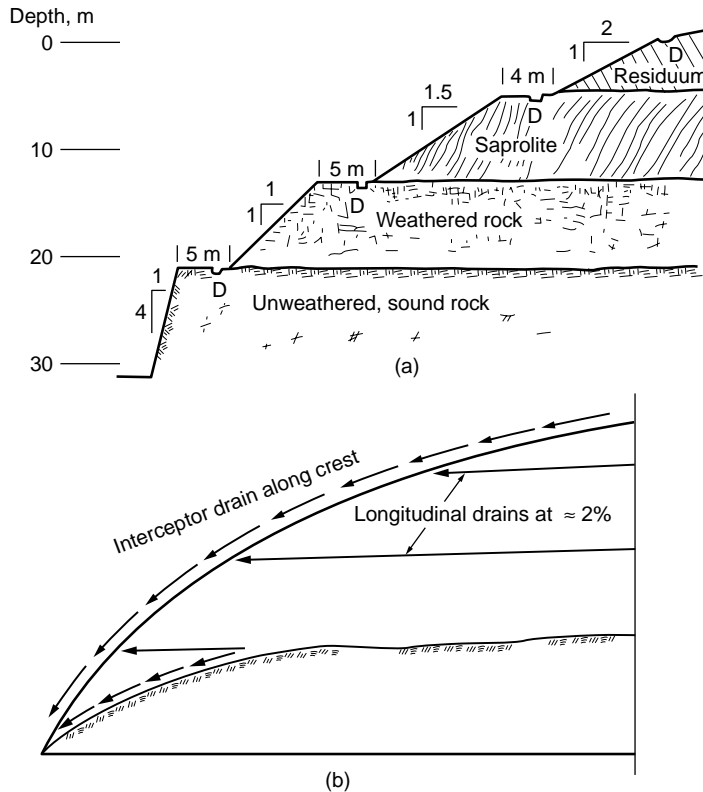 Depth, m
0
10
20
30
2
1
D
Residuum
4 m
1.5
1
D
Saprolite
5 m
1
1
D
Weathered rock
5 m
1
4
D
Unweathered, sound rock
(a)
Interceptor drain along crest
Longitudinal drains at ≈ 2%
(b)